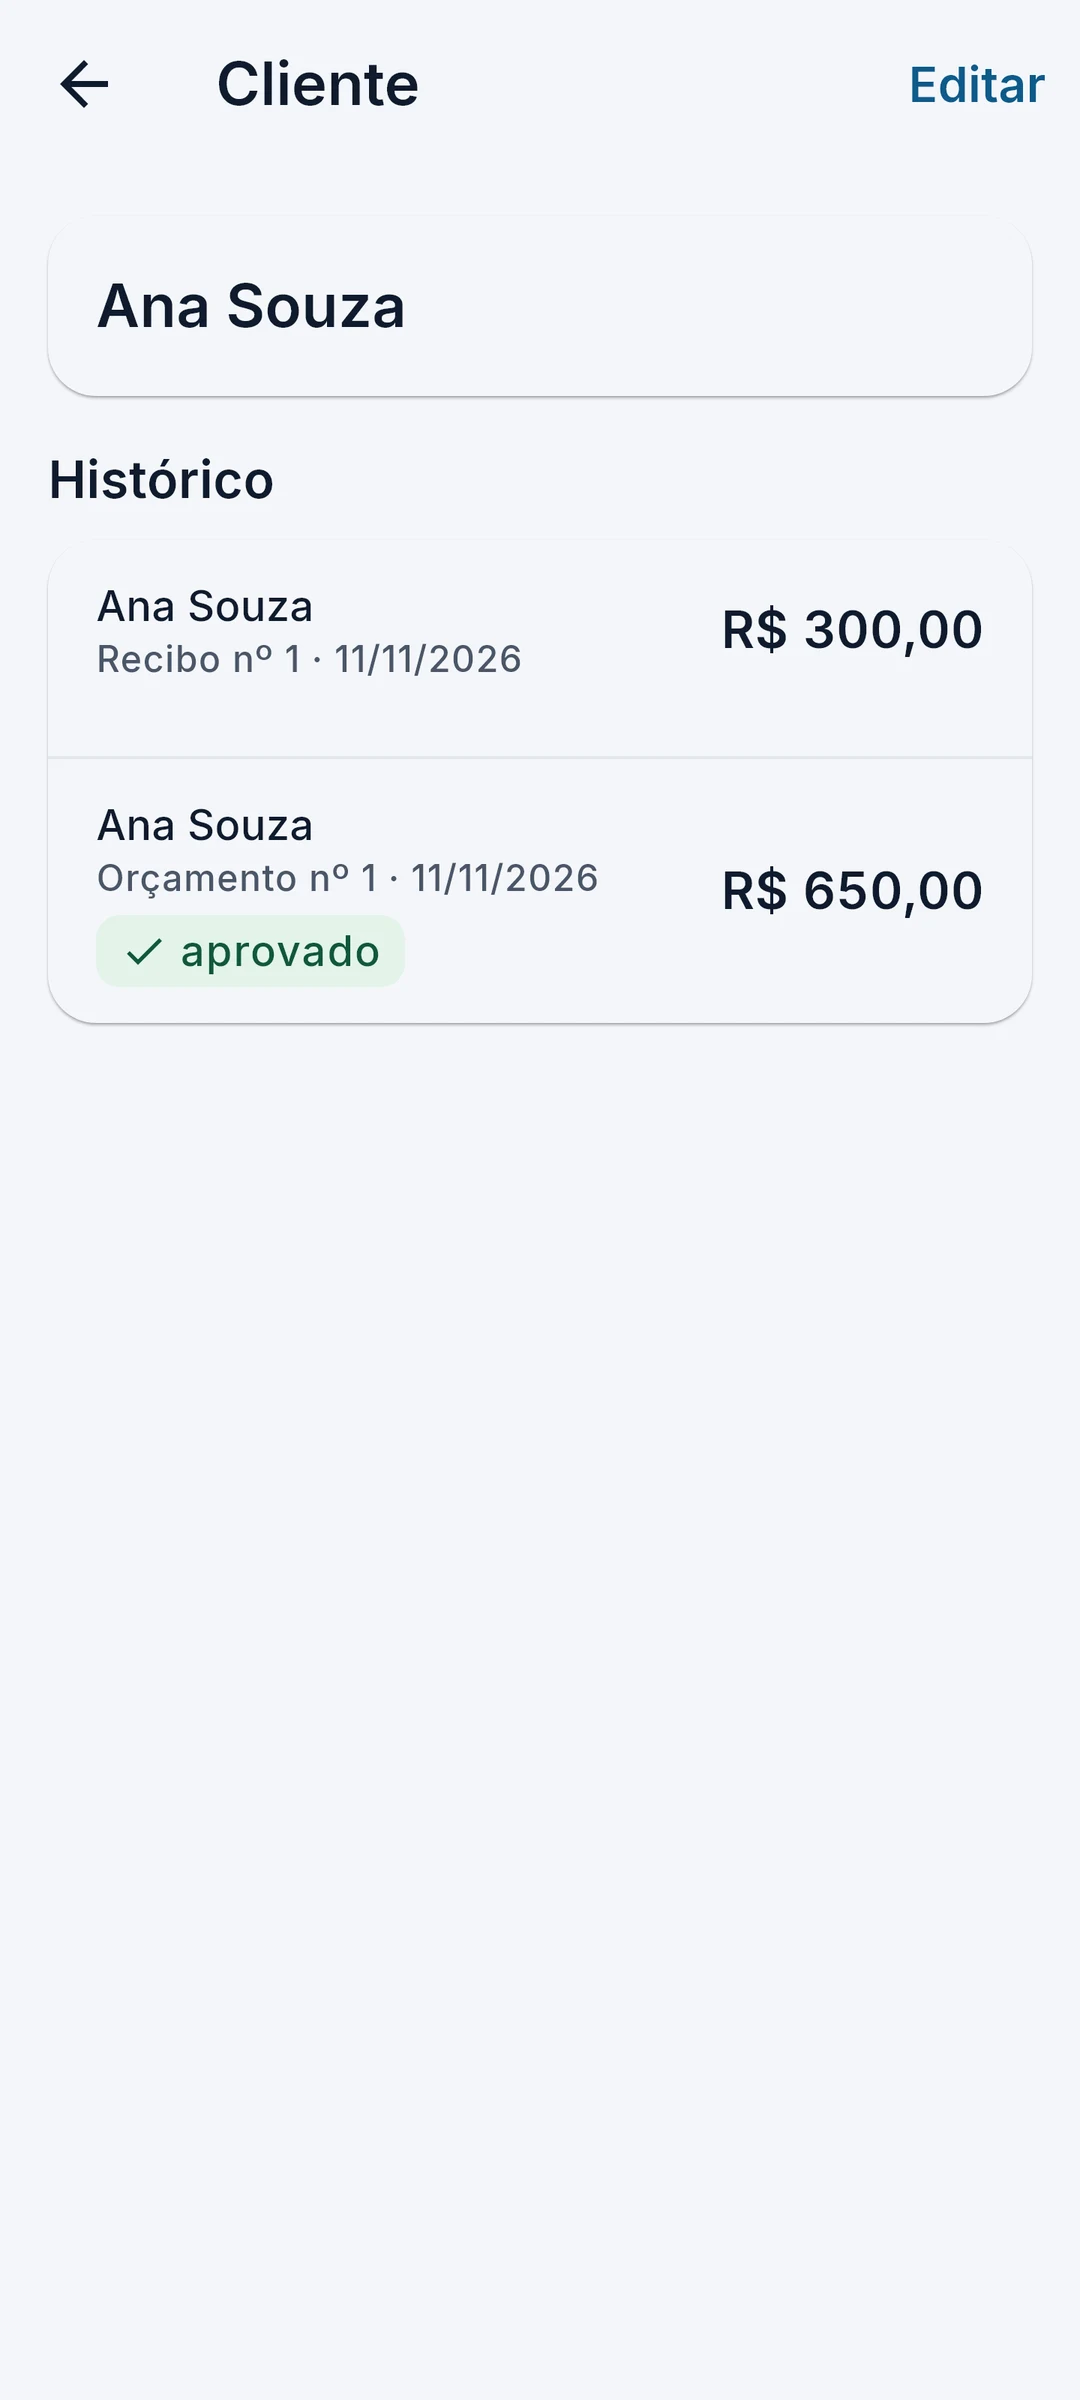 Cliente
Editar
Ana Souza
Histórico
Ana Souza
Recibo nº 1 · 11/11/2026
R$ 300,00
Ana Souza
Orçamento nº 1 · 11/11/2026
R$ 650,00
aprovado